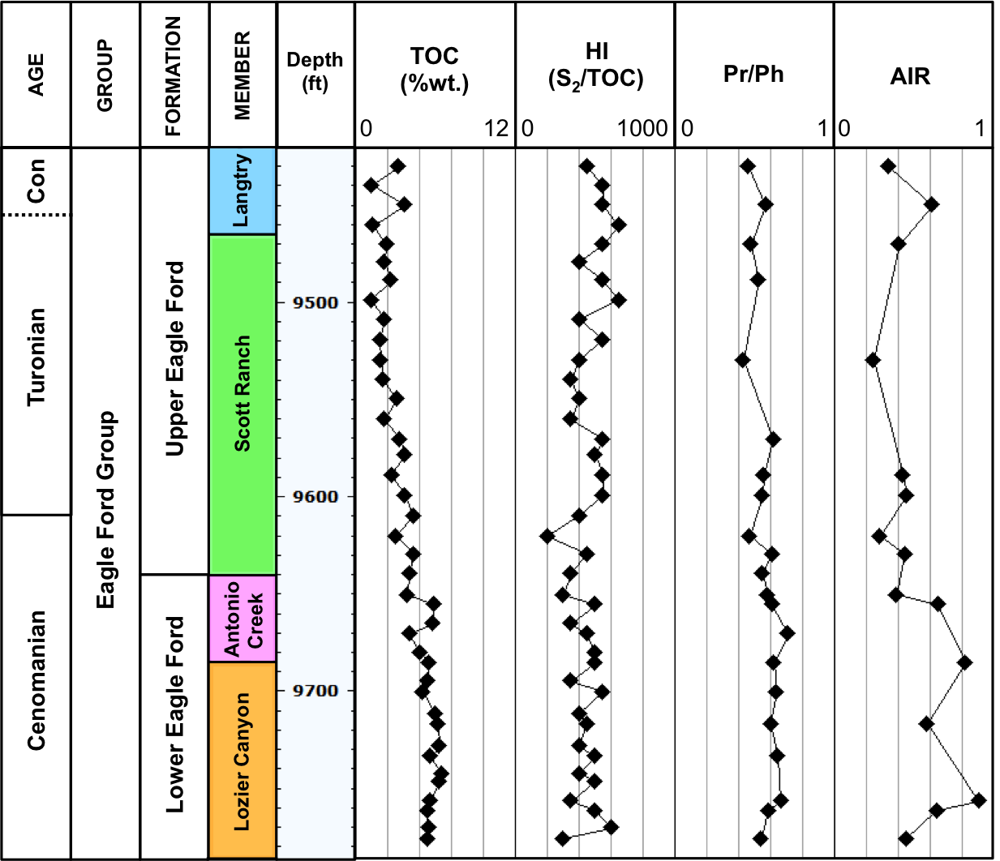 AGE
GROUP
FORMATION
MEMBER
Depth
(ft)
TOC
(%wt.)
0 12
HI
(S₂/TOC)
0 1000
Pr/Ph
0 1
AIR
0 1
Con
Turonian
Cenomanian
Eagle Ford Group
Upper Eagle Ford
Lower Eagle Ford
Langtry
Scott Ranch
Antonio
Creek
Lozier Canyon
9500
9600
9700